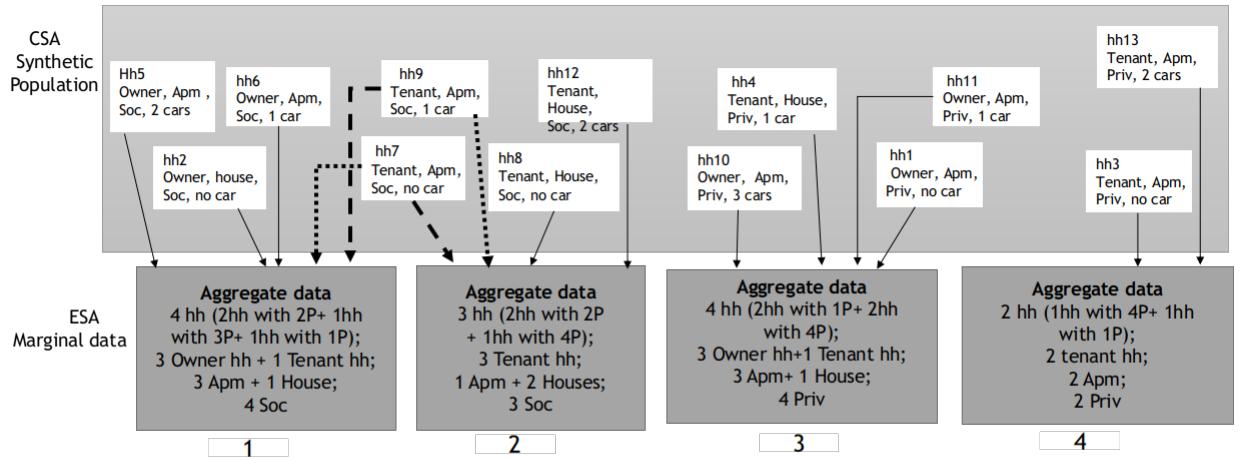 CSA
Synthetic
Population
Hh5
Owner, Apm ,
Soc, 2 cars
hh6
Owner, Apm,
Soc, 1 car
hh2
Owner, house,
Soc, no car
hh9
Tenant, Apm,
Soc, 1 car
hh7
Tenant, Apm,
Soc, no car
hh12
Tenant,
House,
Soc, 2 cars
hh8
Tenant, House,
Soc, no car
hh4
Tenant, House,
Priv, 1 car
hh10
Owner, Apm,
Priv, 3 cars
hh11
Owner, Apm,
Priv, 1 car
hh1
Owner, Apm,
Priv, no car
hh13
Tenant, Apm,
Priv, 2 cars
hh3
Tenant, Apm,
Priv, no car
ESA
Marginal data
Aggregate data
4 hh (2hh with 2P+ 1hh
with 3P+ 1hh with 1P);
3 Owner hh + 1 Tenant hh;
3 Apm + 1 House;
4 Soc
1
Aggregate data
3 hh (2hh with 2P
+ 1hh with 4P);
3 Tenant hh;
1 Apm + 2 Houses;
3 Soc
2
Aggregate data
4 hh (2hh with 1P+ 2hh
with 4P);
3 Owner hh+1 Tenant hh;
3 Apm+ 1 House;
4 Priv
3
Aggregate data
2 hh (1hh with 4P+ 1hh
with 1P);
2 tenant hh;
2 Apm;
2 Priv
4